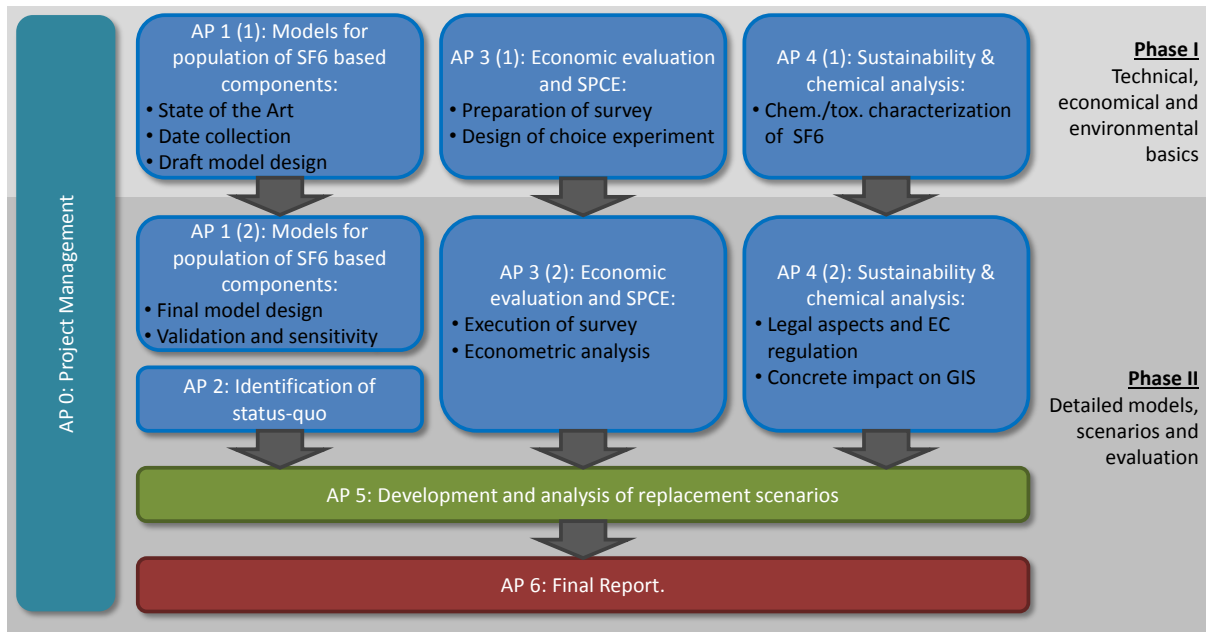 AP 0: Project Management
AP 1 (1): Models for
population of SF6 based
components:
• State of the Art
• Date collection
• Draft model design
AP 3 (1): Economic evaluation
and SPCE:
• Preparation of survey
• Design of choice experiment
AP 4 (1): Sustainability &
chemical analysis:
• Chem./tox. characterization
of SF6
Phase I
Technical,
economical and
environmental
basics
AP 1 (2): Models for
population of SF6 based
components:
• Final model design
• Validation and sensitivity
AP 2: Identification of
status-quo
AP 3 (2): Economic
evaluation and SPCE:
• Execution of survey
• Econometric analysis
AP 4 (2): Sustainability &
chemical analysis:
• Legal aspects and EC
regulation
• Concrete impact on GIS
Phase II
Detailed models,
scenarios and
evaluation
AP 5: Development and analysis of replacement scenarios
AP 6: Final Report.